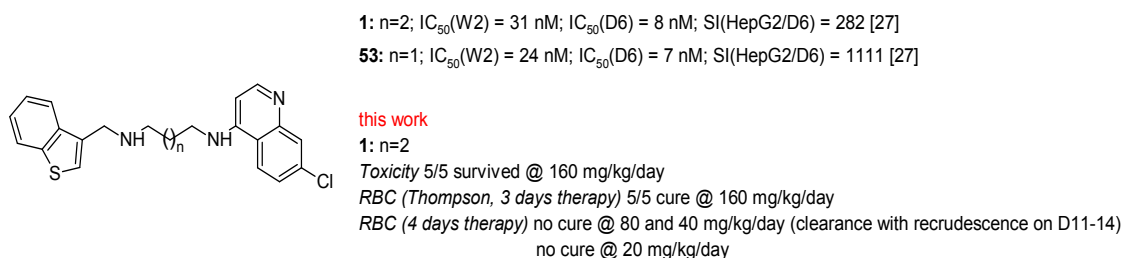 1: n=2; IC50(W2) = 31 nM; IC50(D6) = 8 nM; SI(HepG2/D6) = 282 [27]
53: n=1; IC50(W2) = 24 nM; IC50(D6) = 7 nM; SI(HepG2/D6) = 1111 [27]
S
NH
( )n
NH
N
Cl
this work
1: n=2
Toxicity 5/5 survived @ 160 mg/kg/day
RBC (Thompson, 3 days therapy) 5/5 cure @ 160 mg/kg/day
RBC (4 days therapy) no cure @ 80 and 40 mg/kg/day (clearance with recrudescence on D11-14)
no cure @ 20 mg/kg/day